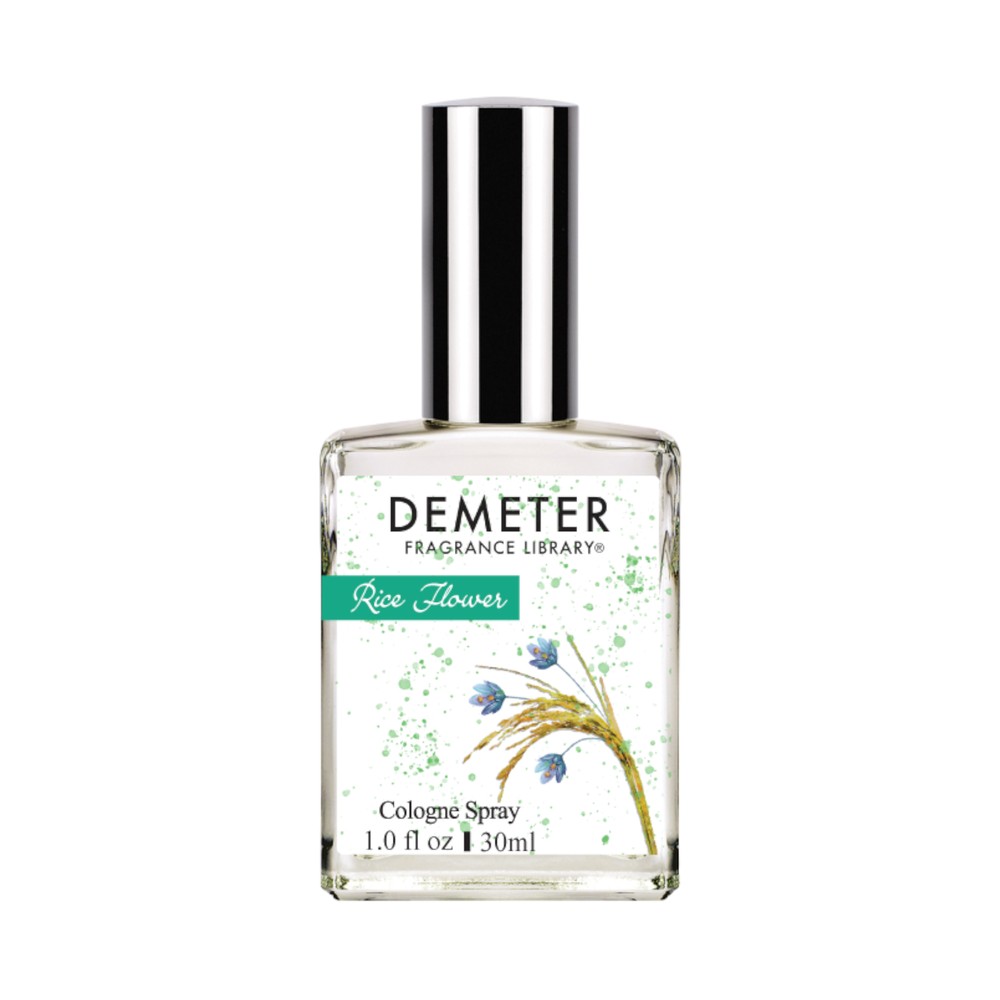 DEMETER
FRAGRANCE LIBRARY®
Rice Flower
Cologne Spray
1.0 fl oz ❙ 30ml